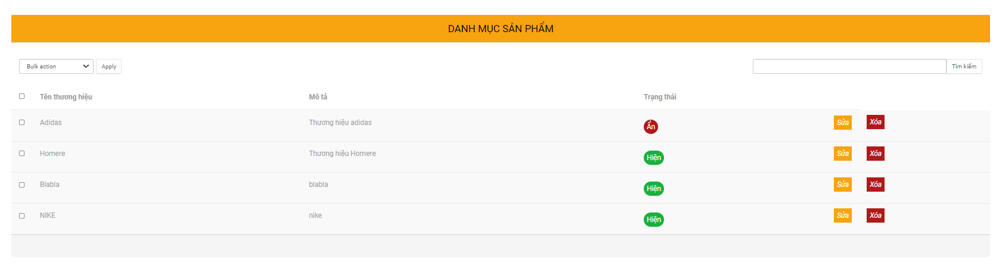 DANH MỤC SẢN PHẨM
Bulk action Apply Tìm kiếm
Tên thương hiệu Mô tả Trạng thái
Adidas Thương hiệu adidas Ẩn Sửa Xóa
Homere Thương hiệu Homere Hiện Sửa Xóa
Blabla blabla Hiện Sửa Xóa
NIKE nike Hiện Sửa Xóa